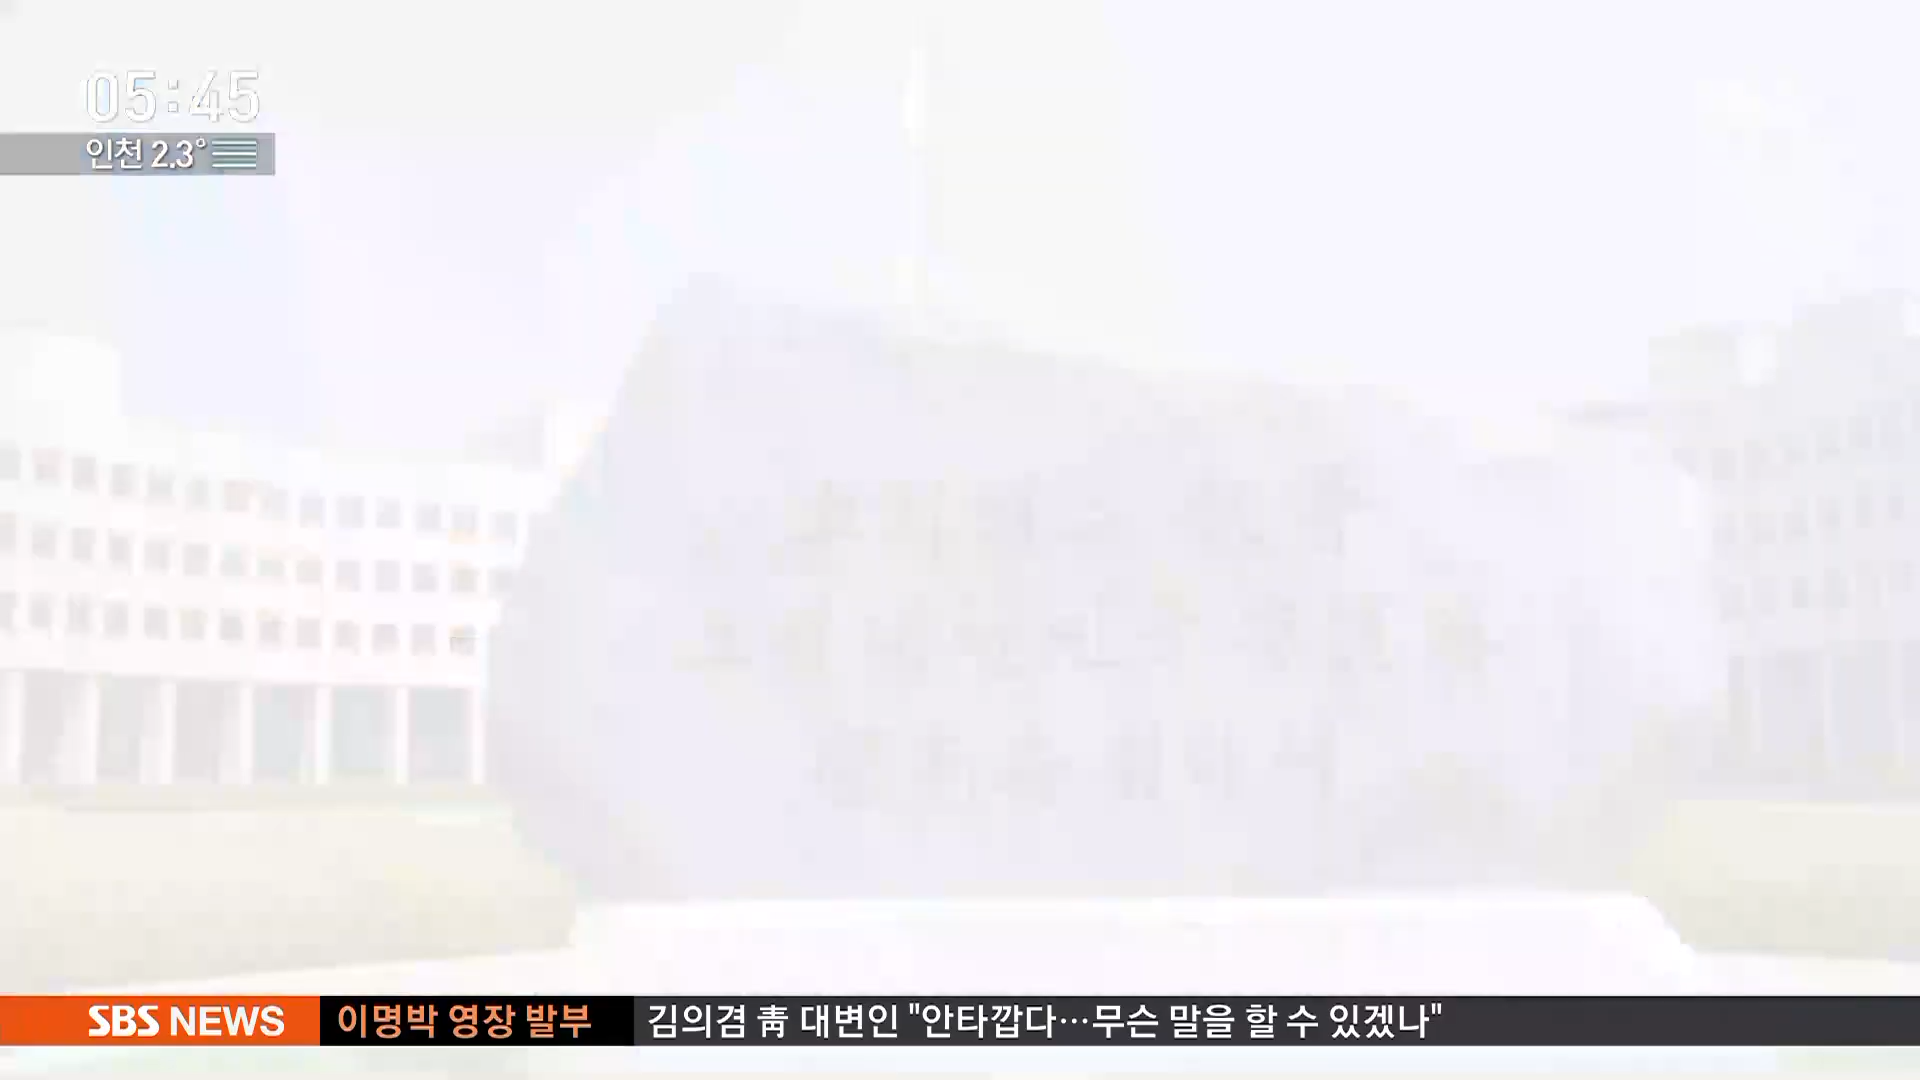 05:45
인천 2.3°
SBS NEWS
이명박 영장 발부
김의겸 靑 대변인 "안타깝다…무슨 말을 할 수 있겠나"